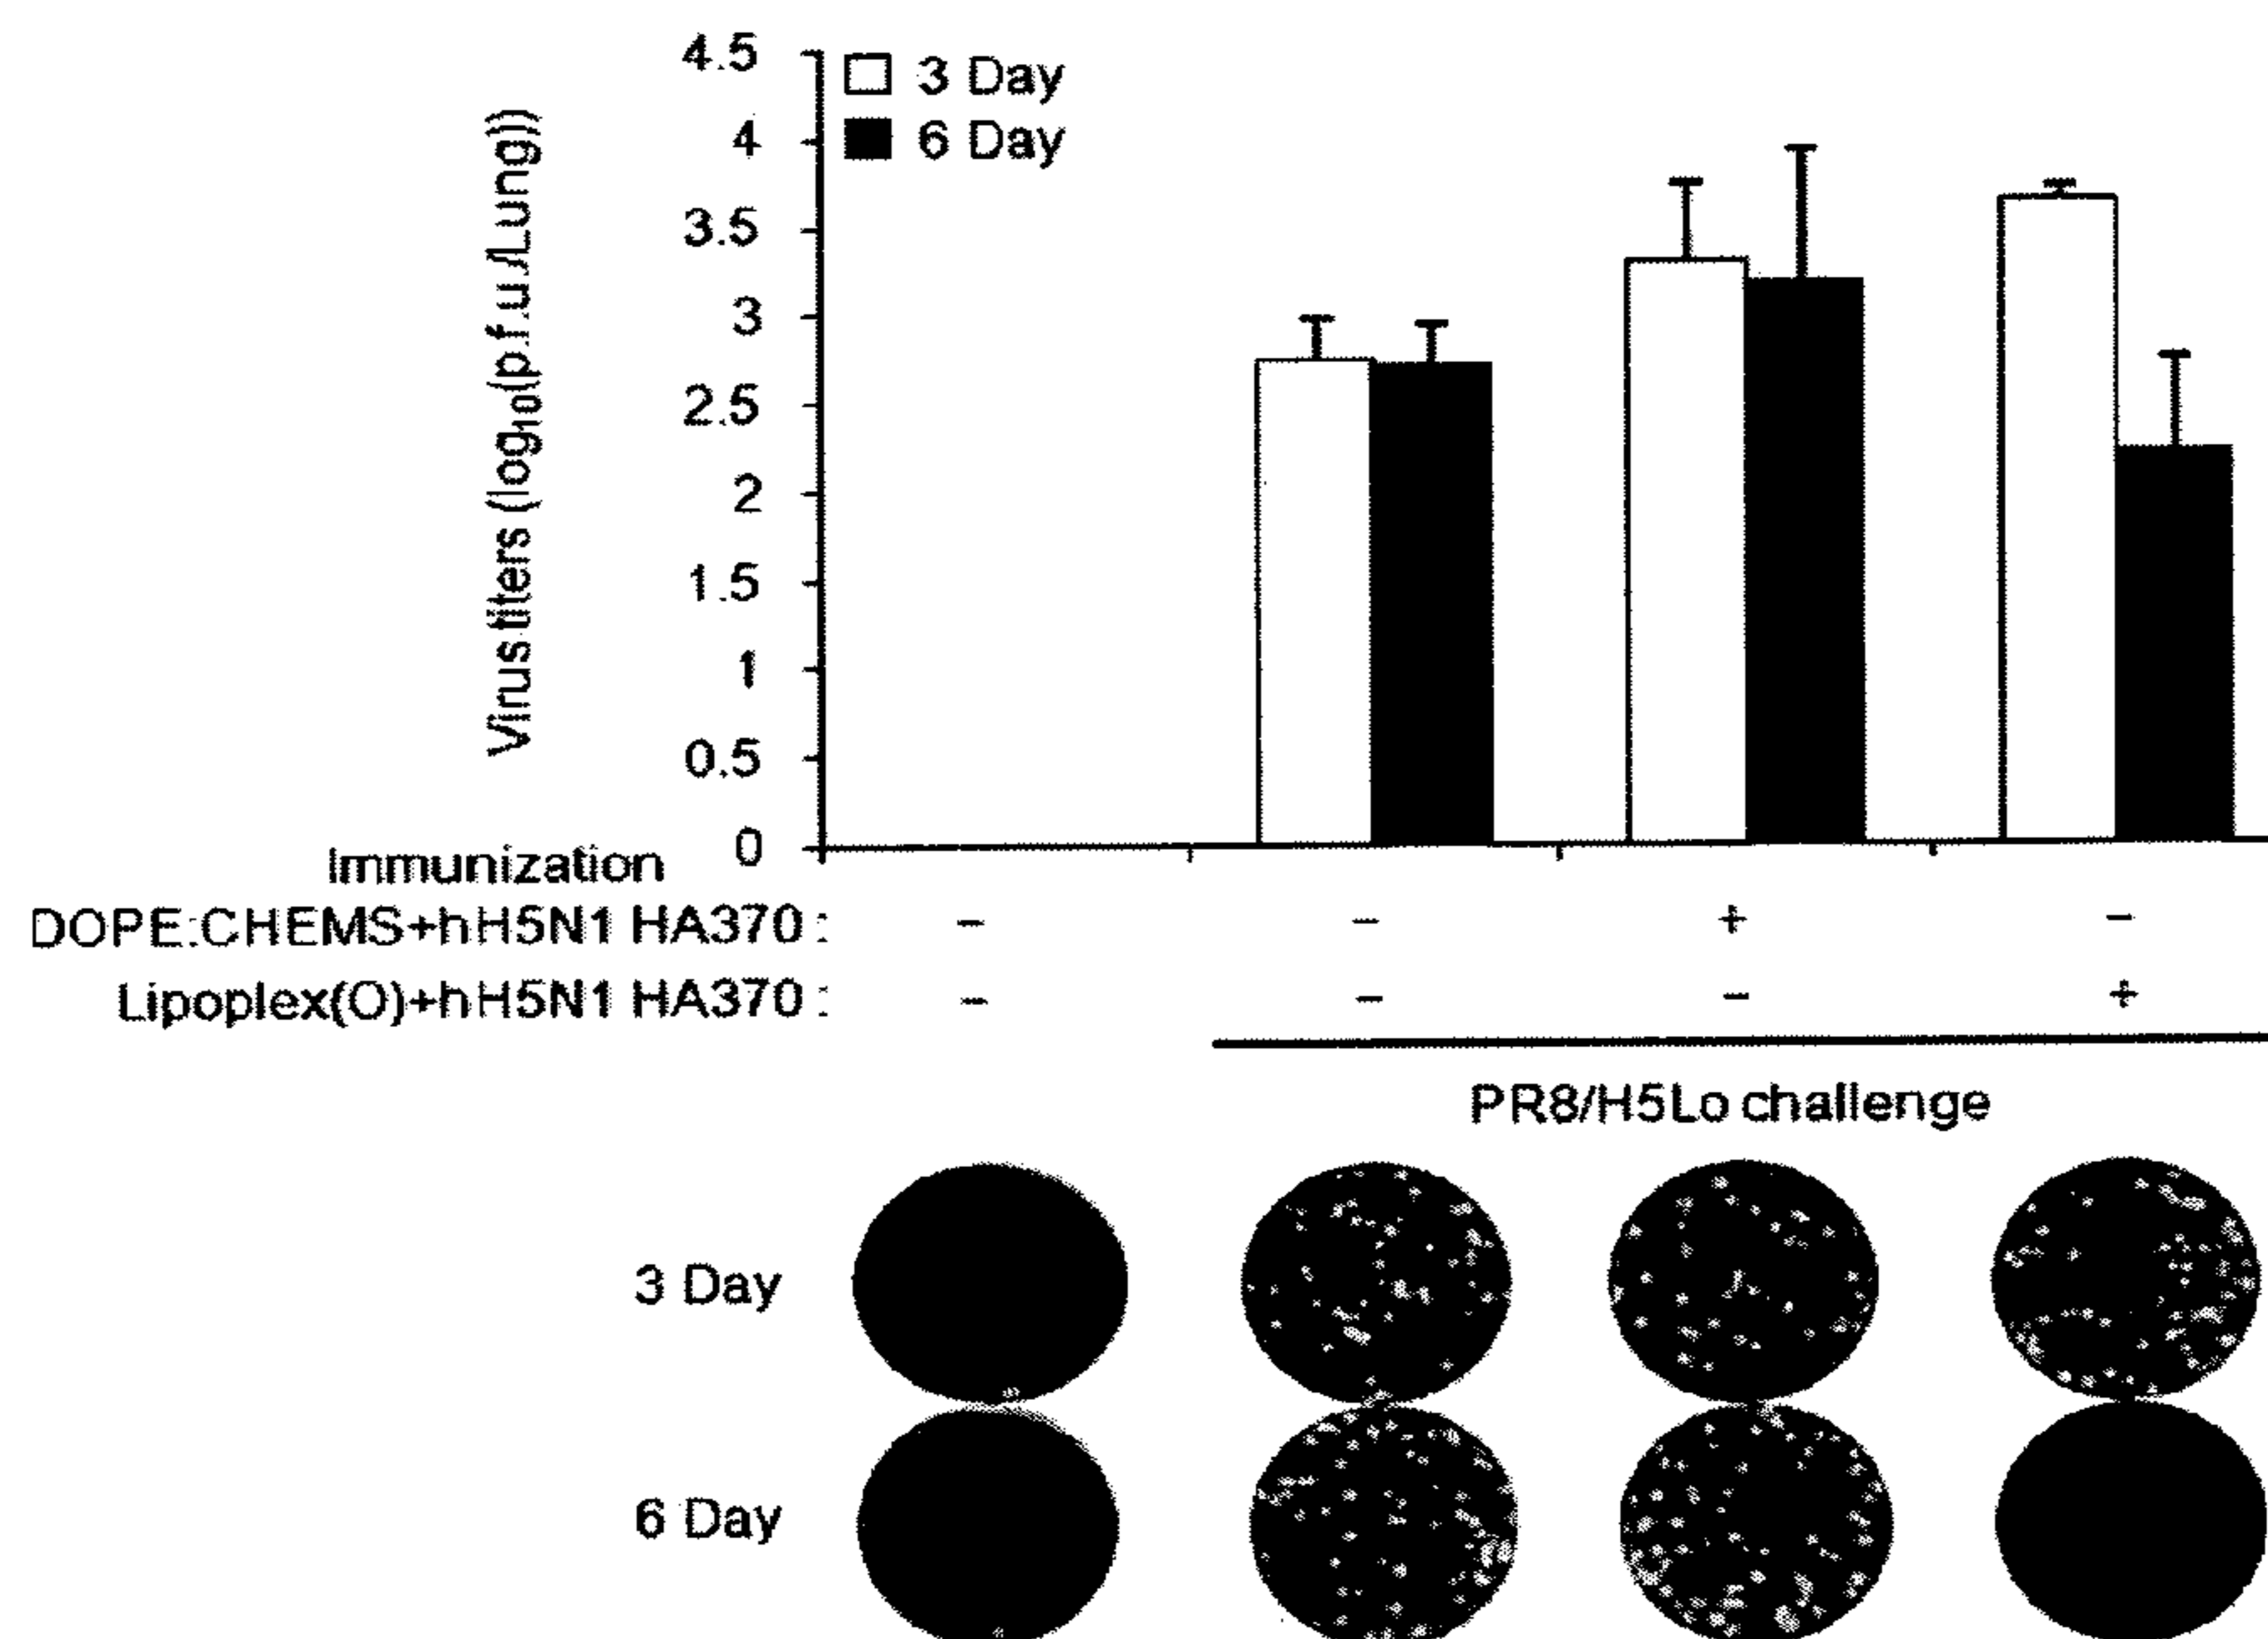 4.5
4
3.5
3
2.5
2
1.5
1
0.5
0
Virus titers (log10(p.f.u./Lung))
3 Day
6 Day
Immunization
DOPE:CHEMS+hH5N1 HA370 : - - + -
Lipoplex(O)+hH5N1 HA370 : - - - +
PR8/H5Lo challenge
3 Day
6 Day